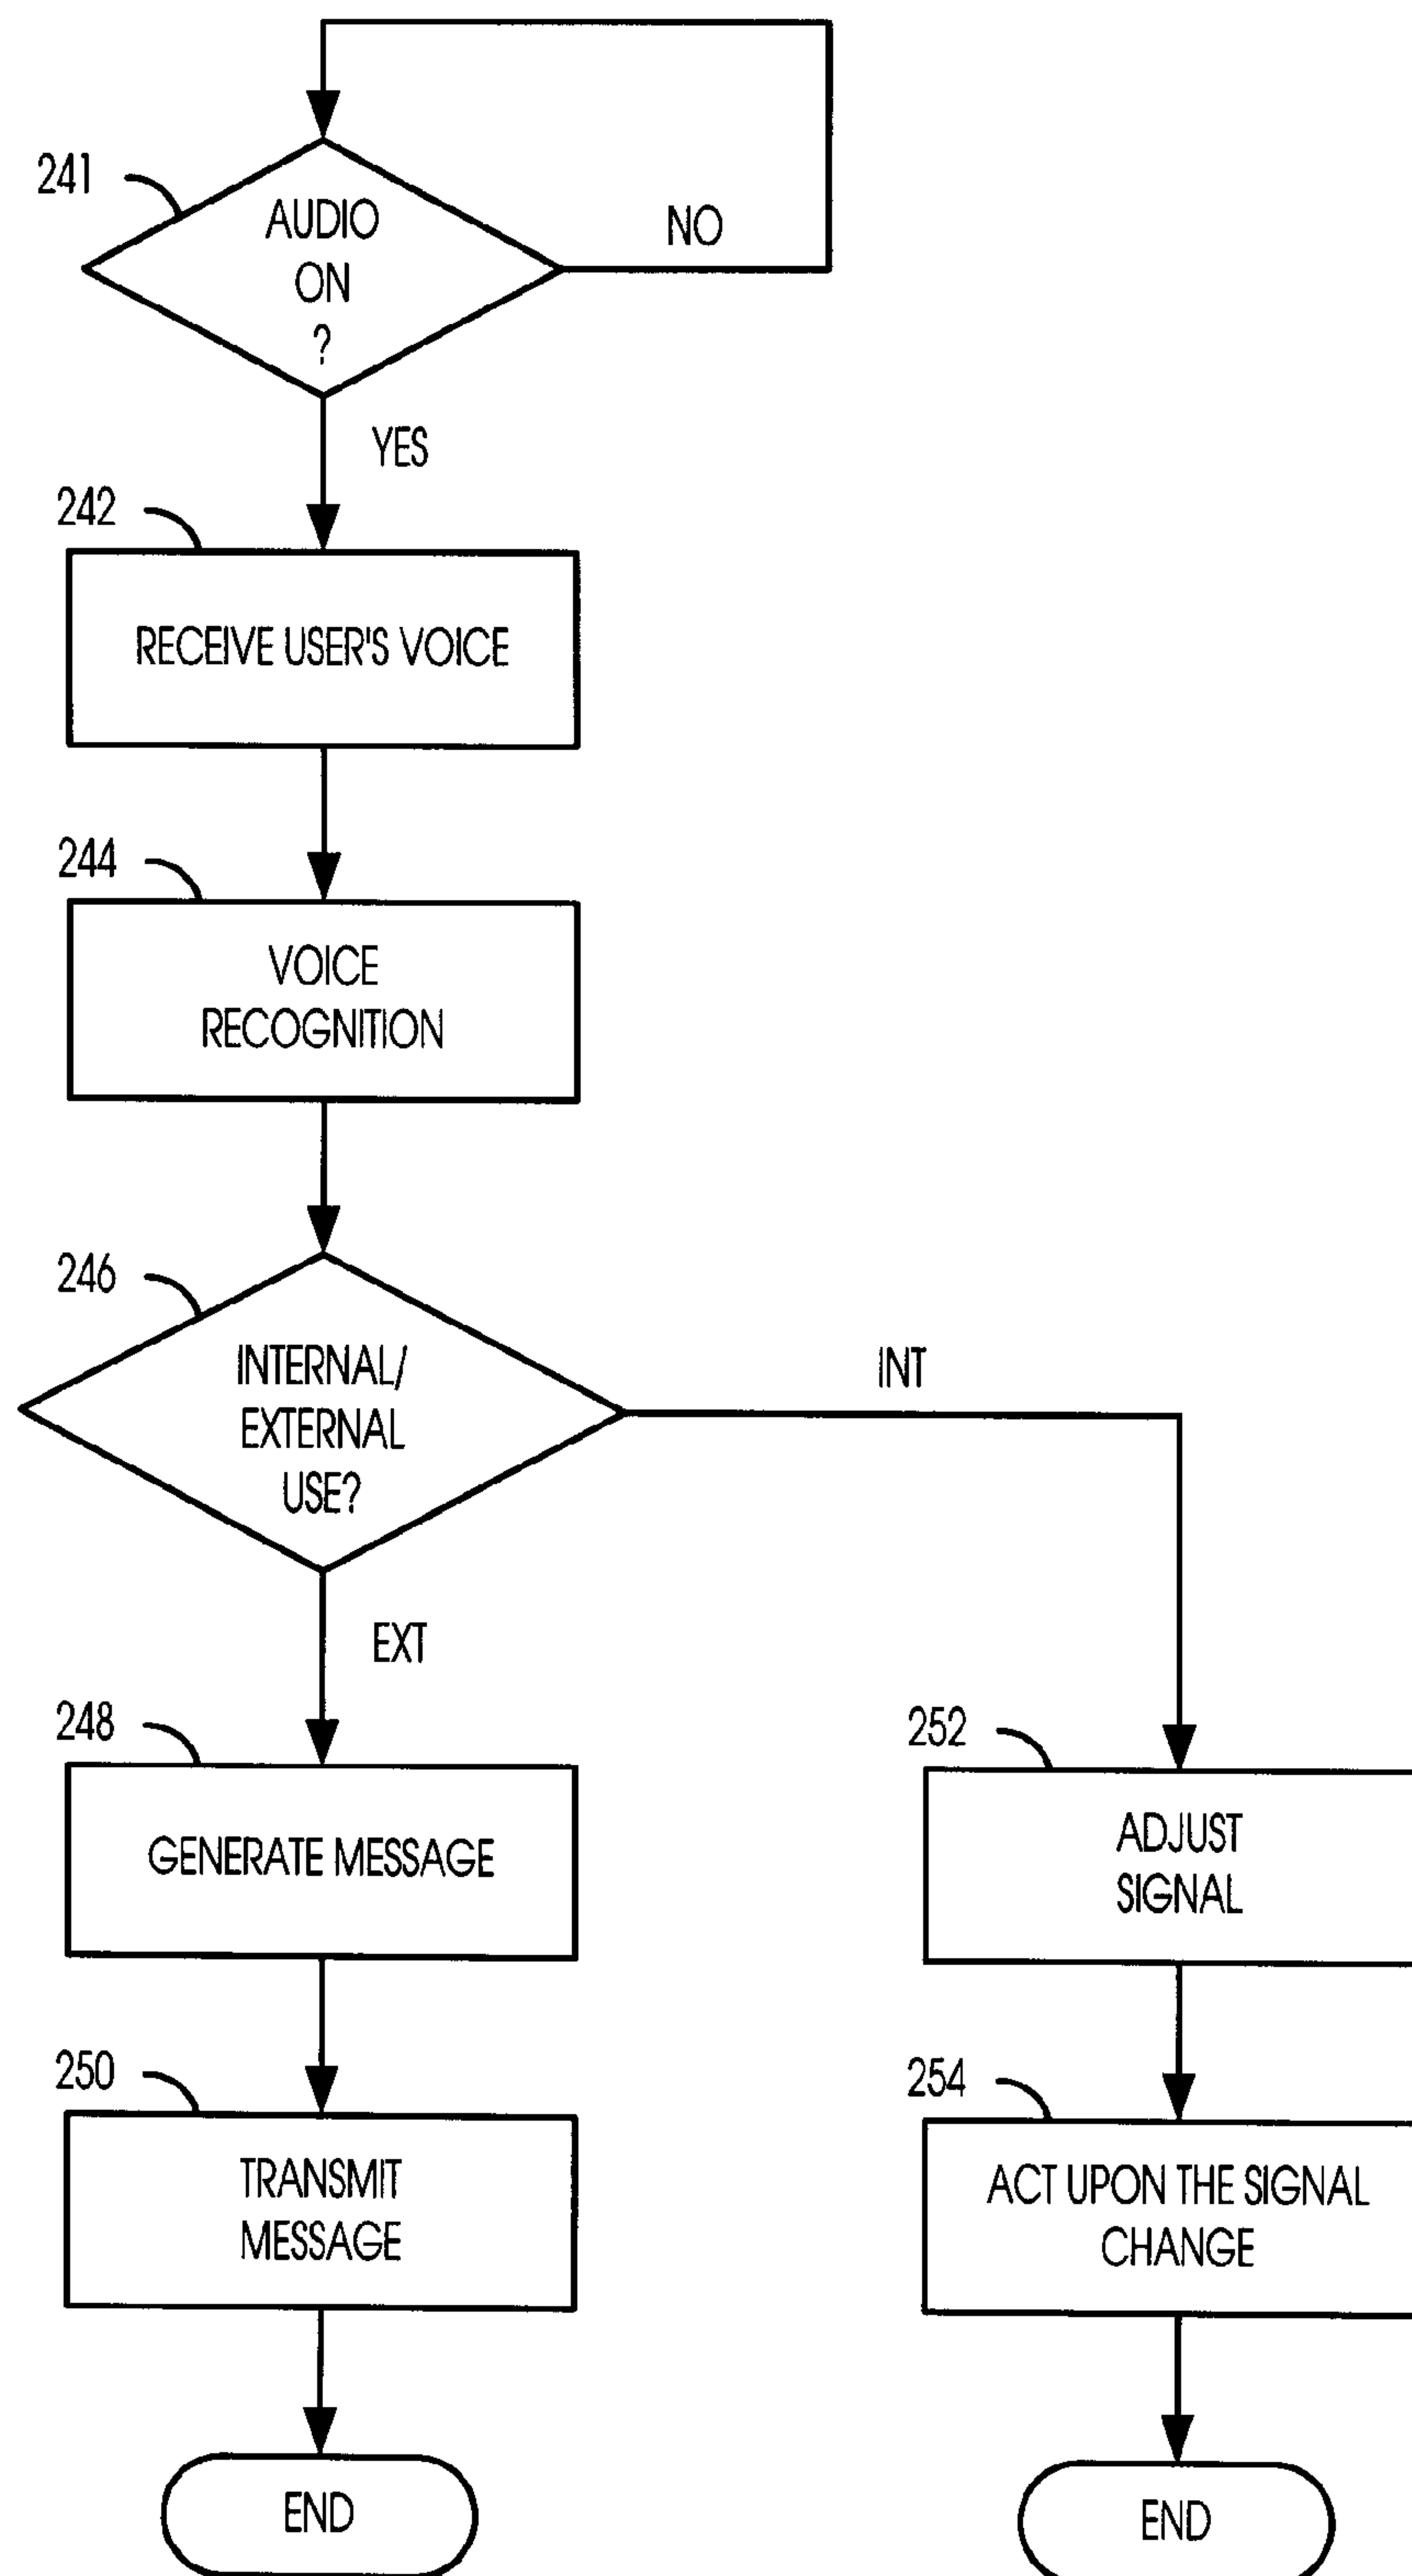 241
AUDIO
ON
?
NO
YES
242
RECEIVE USER'S VOICE
244
VOICE
RECOGNITION
246
INTERNAL/
EXTERNAL
USE?
INT
EXT
248
GENERATE MESSAGE
252
ADJUST
SIGNAL
250
TRANSMIT
MESSAGE
254
ACT UPON THE SIGNAL
CHANGE
END
END